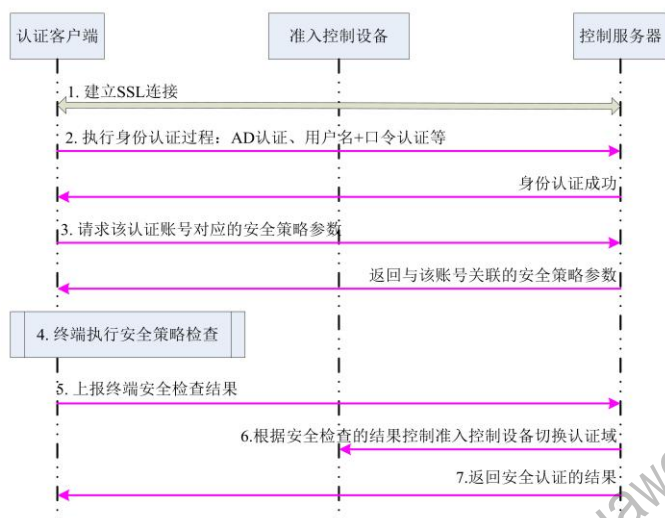 认证客户端
准入控制设备
控制服务器
1. 建立SSL连接
2. 执行身份认证过程：AD认证、用户名+口令认证等
身份认证成功
3. 请求该认证账号对应的安全策略参数
返回与该账号关联的安全策略参数
4. 终端执行安全策略检查
5. 上报终端安全检查结果
6.根据安全检查的结果控制准入控制设备切换认证域
7.返回安全认证的结果